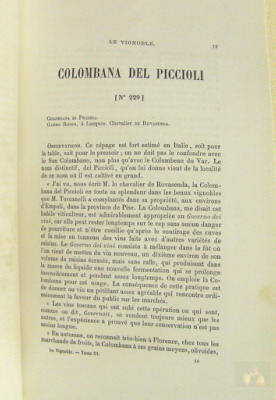 LE VIGNOBLE.
COLOMBANA DEL PICCIOLI
[N° 229]
COLOMBANA DI PECCIOLI.
à Lucques. Chevalier DE ROVASENDA.
OBSERVATION. Ce cépage est fort estimé en Italie, soit pour
la table, soit pour le pressoir ; on ne doit pas le confondre avec
le San Colombano, non plus qu'avec le Colombana du Var. Le
nom distinctif, del Piccioli, qu'on lui donne vient de la localité
de ce nom où il est cultivé en grand.
« J'ai vu, nous écrit M. le chevalier de Rovasenda, la Colom-
bana del Piccioli en toute sa splendeur dans les beaux vignobles
que M. Toscanelli a complantés dans sa propriété, aux environs
d'Empoli, dans la province de Pise. La Colombana, me disait cet
habile viticulteur, est admirablement appropriée au Governo dei
vini, car elle peut rester longtemps sur le cep sans aucun danger
de pourriture et n'être cueillie qu'après le soutirage des cuves
et la mise en tonneau des vins faits avec d'autres variétés de
raisins. Le Governo dei vini consiste à mélanger dans le fût où
l'on vient de mettre du vin nouveau, un dixième environ de son
volume de raisins écrasés, mais sans rafle, qui produisent dans
la masse du liquide une nouvelle fermentation qui se prolonge
insensiblement et pendant assez longtemps. On emploie la Co-
lombana pour cet usage. La conséquence de cette pratique est
de donner au vin un pétillant assez agréable qui rencontre ordi-
nairement la faveur du public sur les marchés.
« Les vins toscans qui ont subi cette opération ou qui sont,
comme on dit, Governati, se vendent toujours mieux que les
autres, et l'expérience a prouvé que leur conservation n'est pas
moins longue.
« En automne, on reconnaît très-bien à Florence, chez tous les
marchands de fruits, la Colombana à ses grains moyens, olivoïdes,
Le Vignoble. — Tome III.